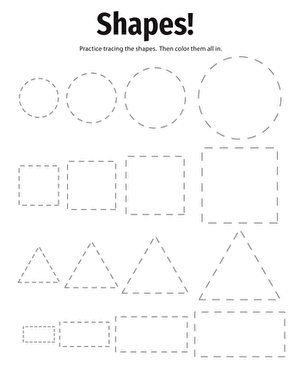 Shapes!
Practice tracing the shapes. Then color them all in.